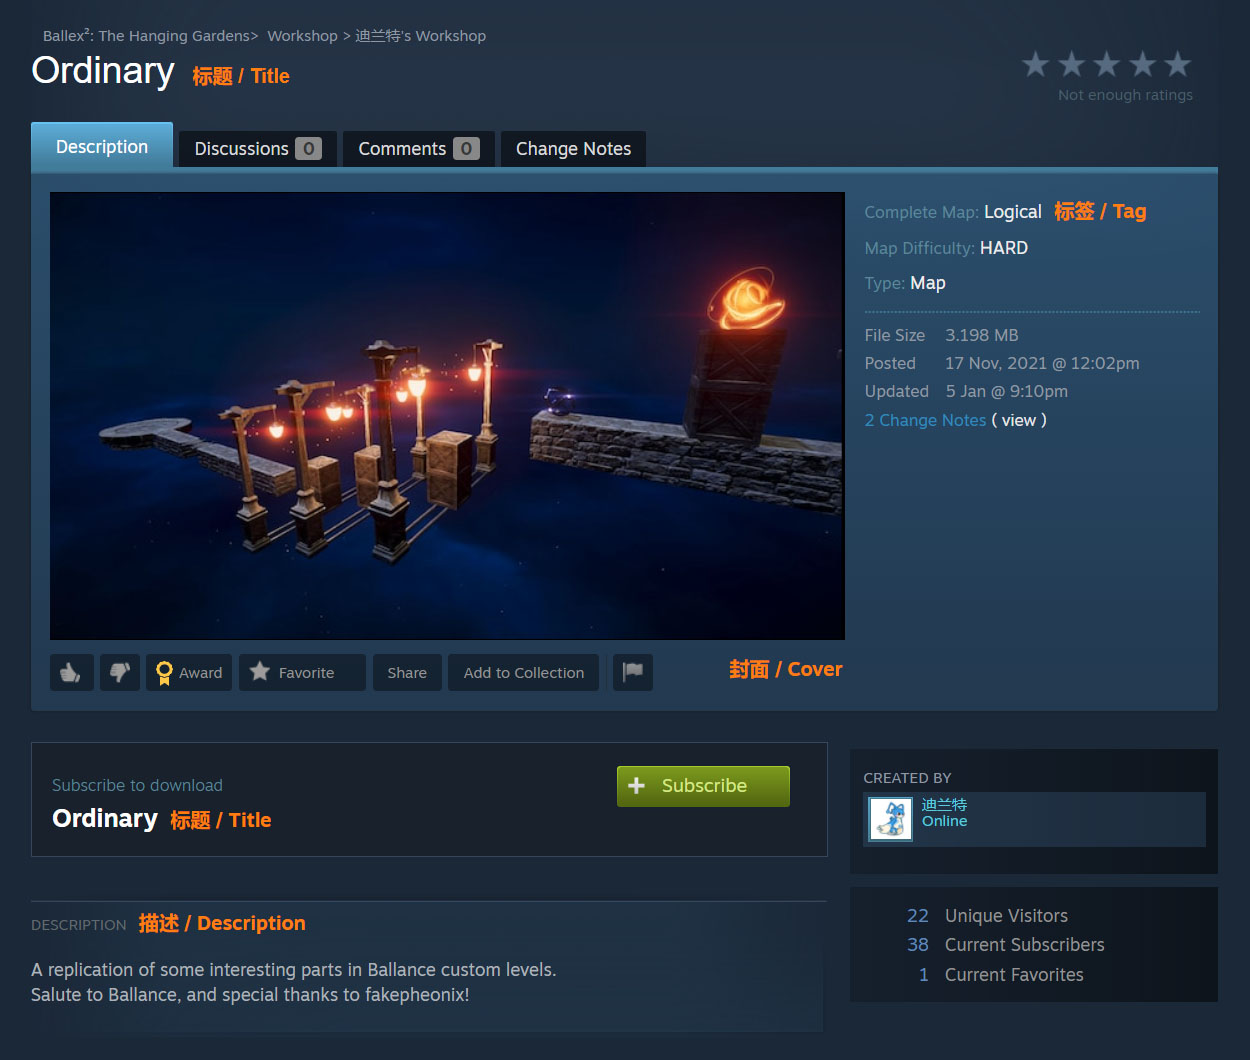 Ballex²: The Hanging Gardens> Workshop > 迪兰特's Workshop
Ordinary 标题 / Title
Not enough ratings
Description Discussions 0 Comments 0 Change Notes
Complete Map: Logical 标签 / Tag
Map Difficulty: HARD
Type: Map
File Size 3.198 MB
Posted 17 Nov, 2021 @ 12:02pm
Updated 5 Jan @ 9:10pm
2 Change Notes ( view )
Award Favorite Share Add to Collection 封面 / Cover
Subscribe to download
Ordinary 标题 / Title
Subscribe
CREATED BY
迪兰特
Online
DESCRIPTION 描述 / Description
A replication of some interesting parts in Ballance custom levels.
Salute to Ballance, and special thanks to fakepheonix!
22 Unique Visitors
38 Current Subscribers
1 Current Favorites